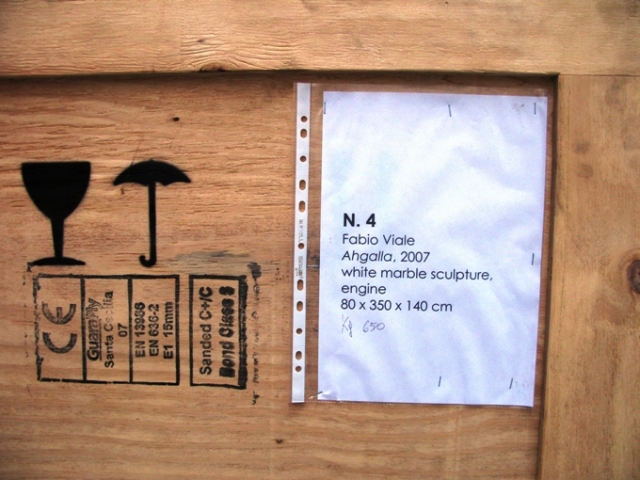 N. 4
Fabio Viale
Ahgalla, 2007
white marble sculpture,
engine
80 x 350 x 140 cm
Kg 650
CE
GuaraPly
Santa Cecilia
07
EN 13986
EN 636-2
E1 15mm
Sanded C+/C
Bond Class 3